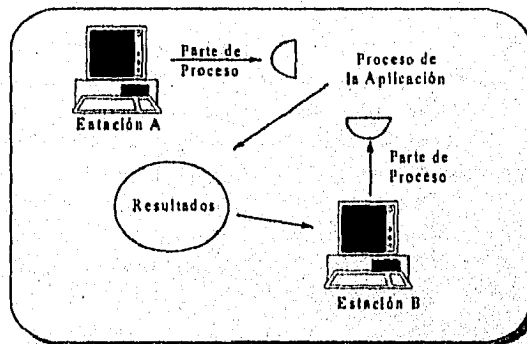 Parte de
Proceso
Estación A
Proceso de
la Aplicación
Parte de
Proceso
Resultados
Estación B